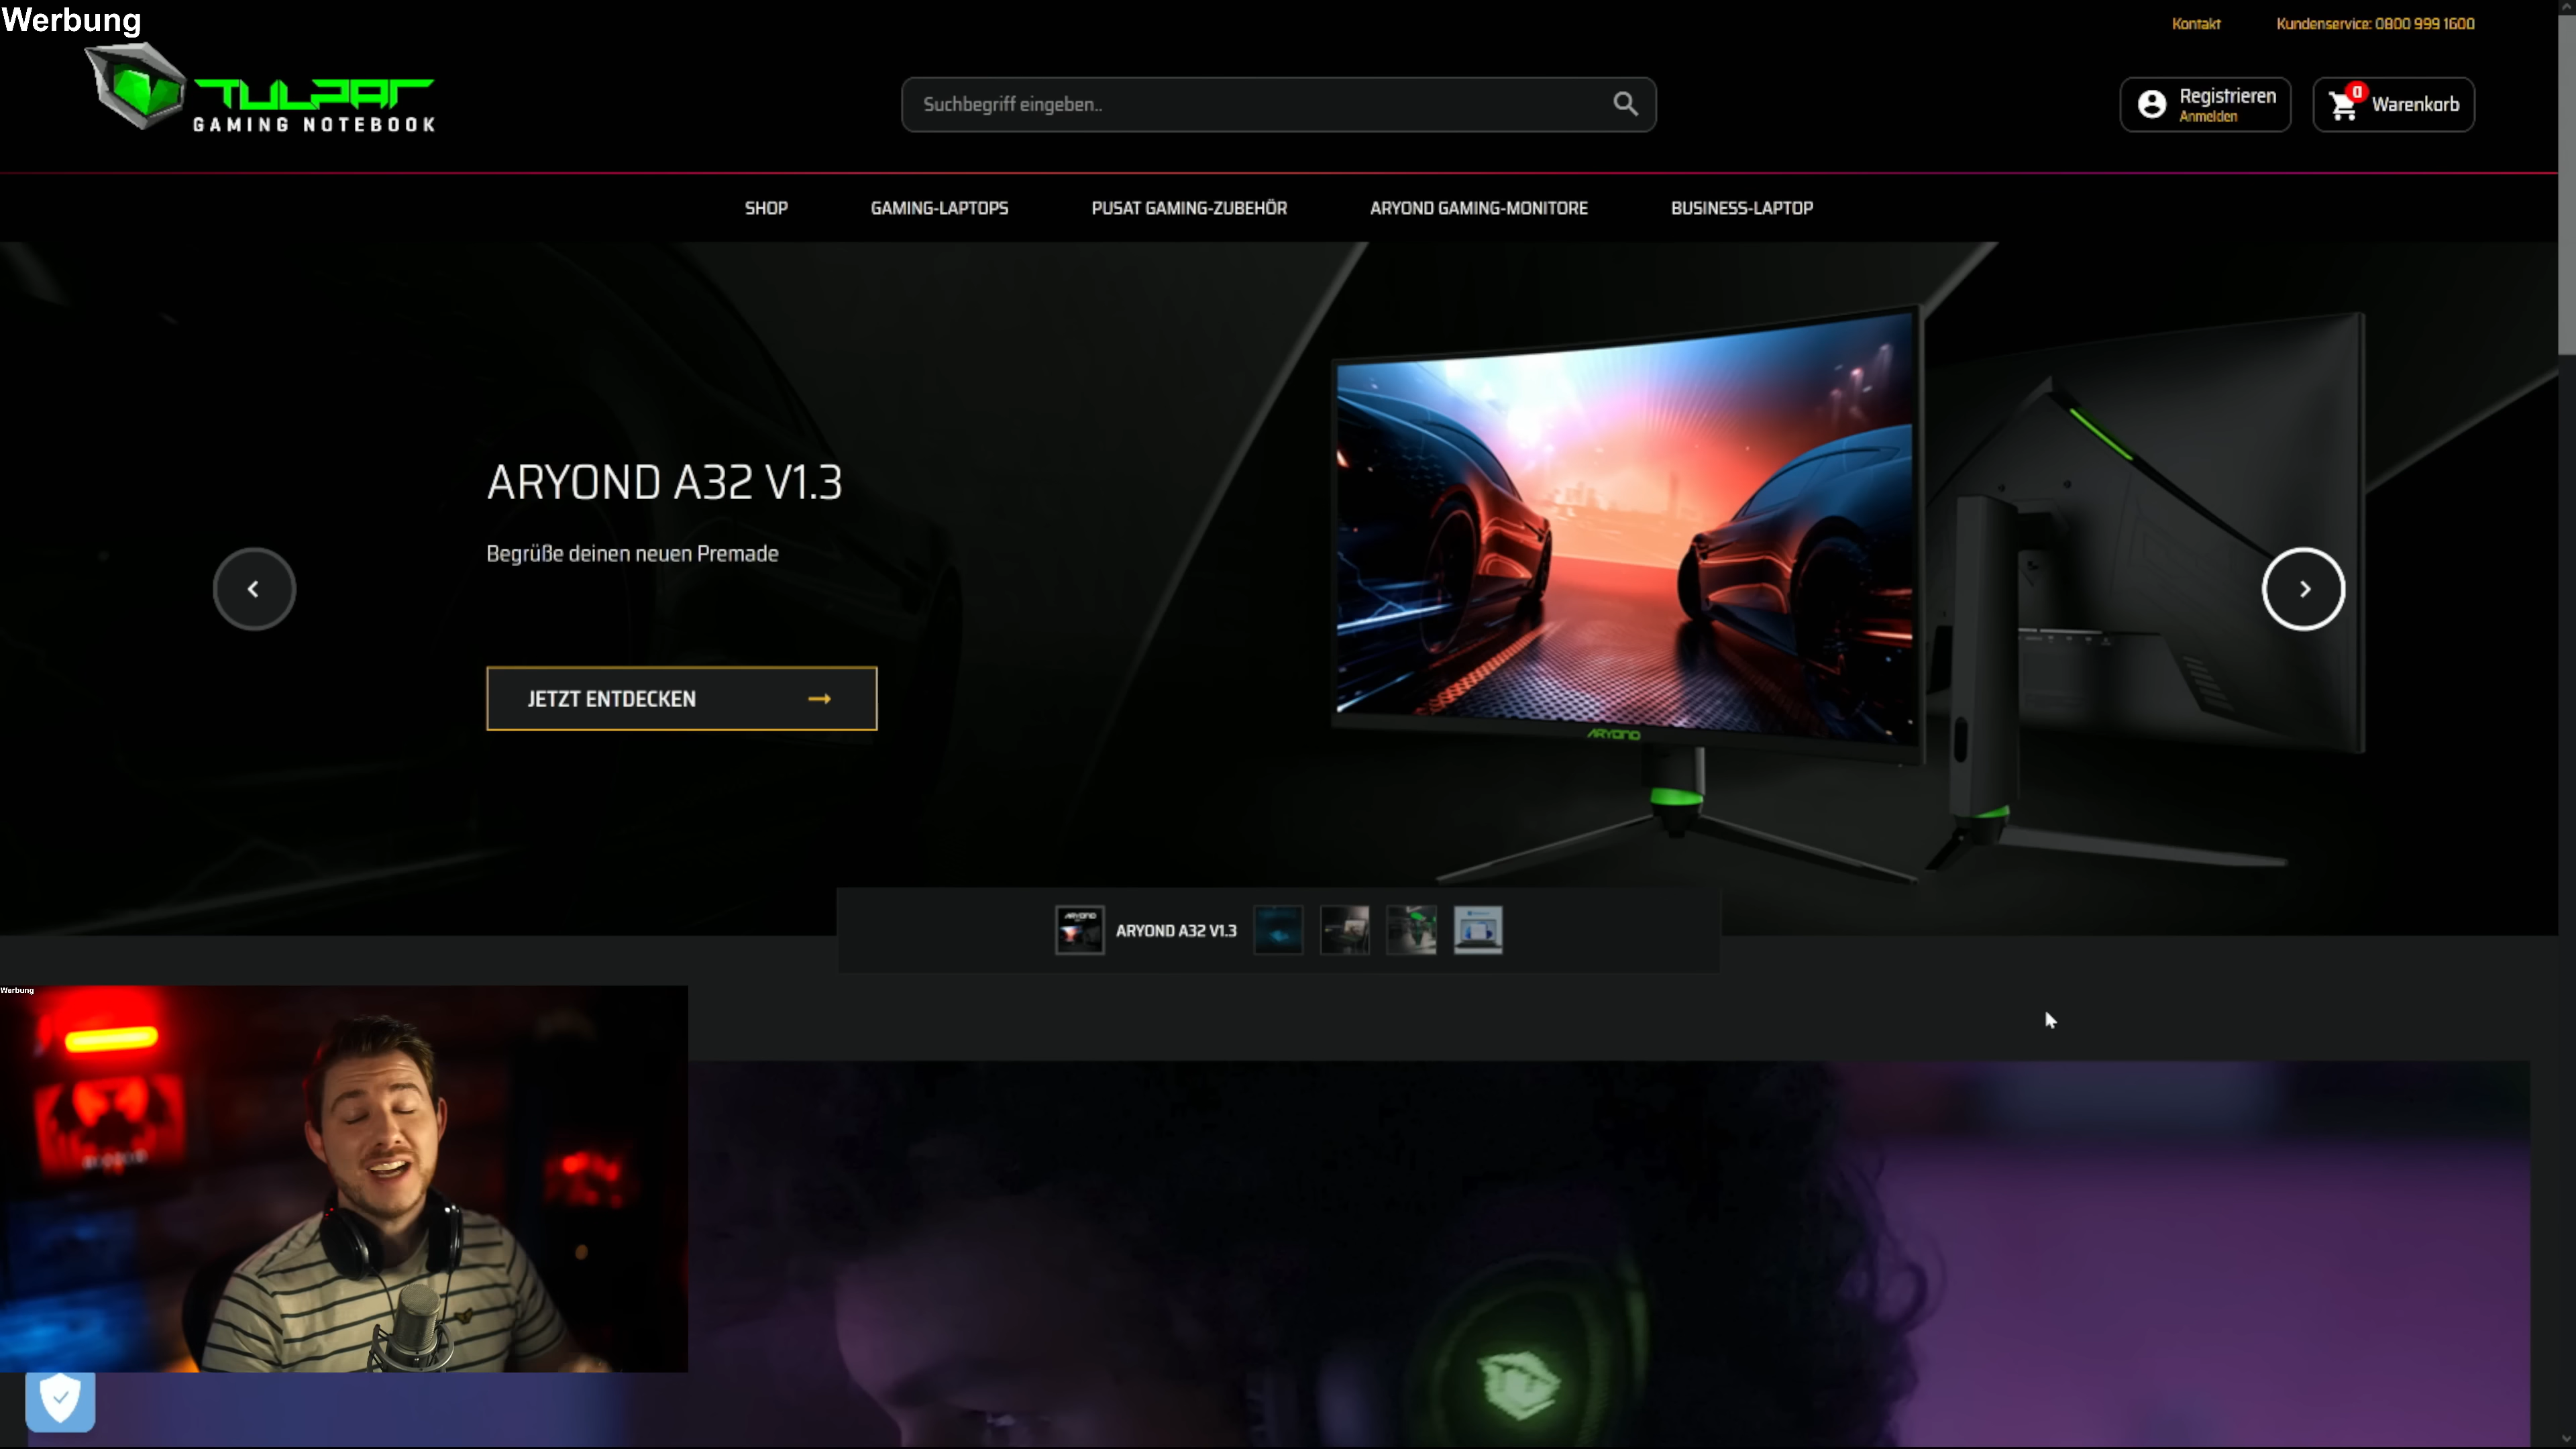 Werbung
Kontakt
Kundenservice: 0800 999 1600
TULPAR
GAMING NOTEBOOK
Suchbegriff eingeben..
Registrieren
Anmelden
0
Warenkorb
SHOP
GAMING-LAPTOPS
PUSAT GAMING-ZUBEHÖR
ARYOND GAMING-MONITORE
BUSINESS-LAPTOP
ARYOND A32 V1.3
Begrüße deinen neuen Premade
JETZT ENTDECKEN
ARYOND
ARYOND
ARYOND A32 V1.3
Werbung